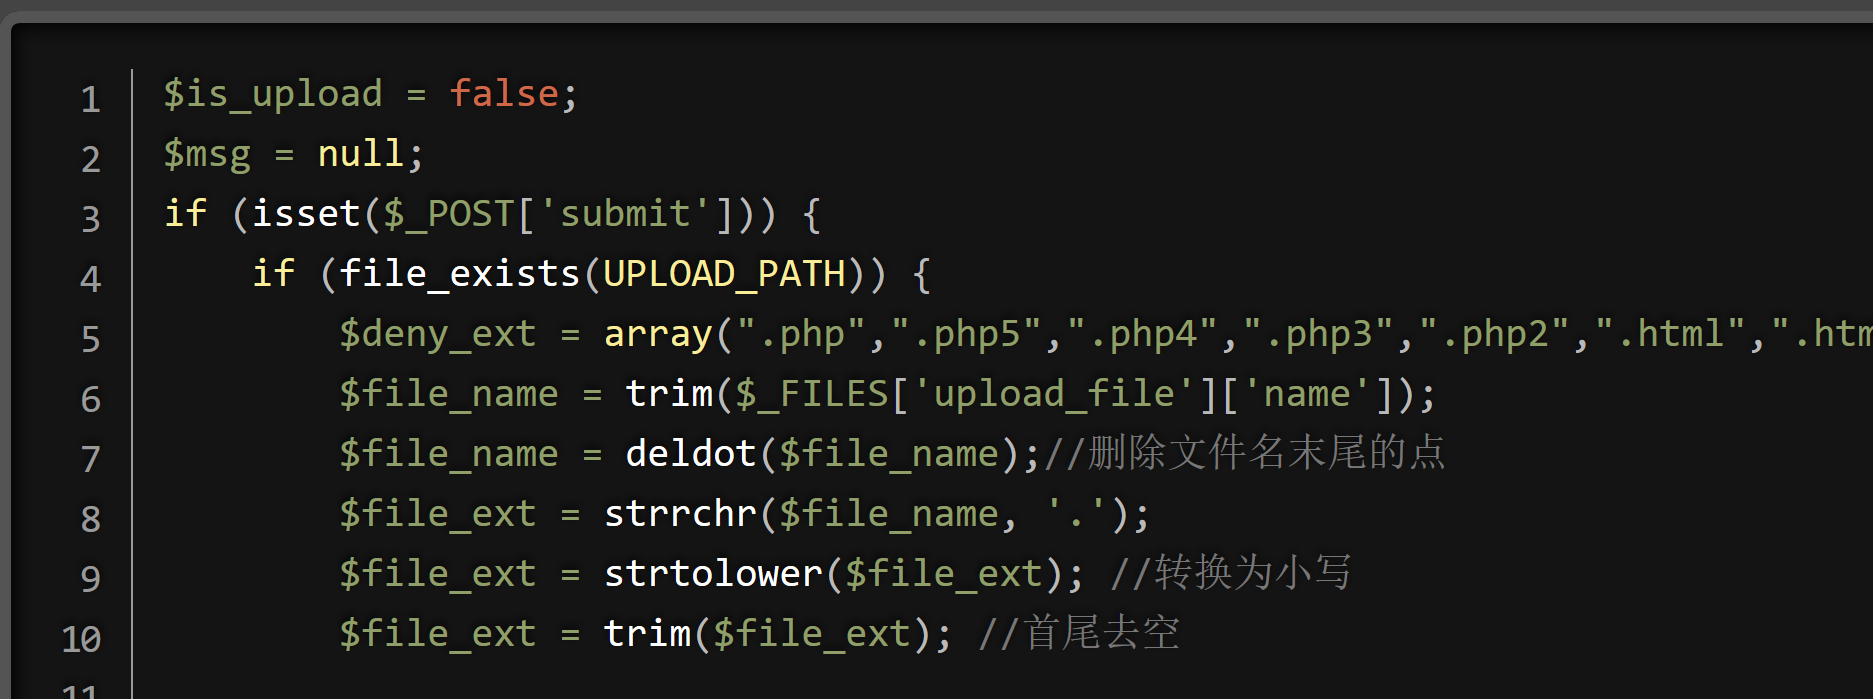 1 $is_upload = false;
2 $msg = null;
3 if (isset($_POST['submit'])) {
4 if (file_exists(UPLOAD_PATH)) {
5 $deny_ext = array(".php",".php5",".php4",".php3",".php2",".html",".htm
6 $file_name = trim($_FILES['upload_file']['name']);
7 $file_name = deldot($file_name);//删除文件名末尾的点
8 $file_ext = strrchr($file_name, '.');
9 $file_ext = strtolower($file_ext); //转换为小写
10 $file_ext = trim($file_ext); //首尾去空
11